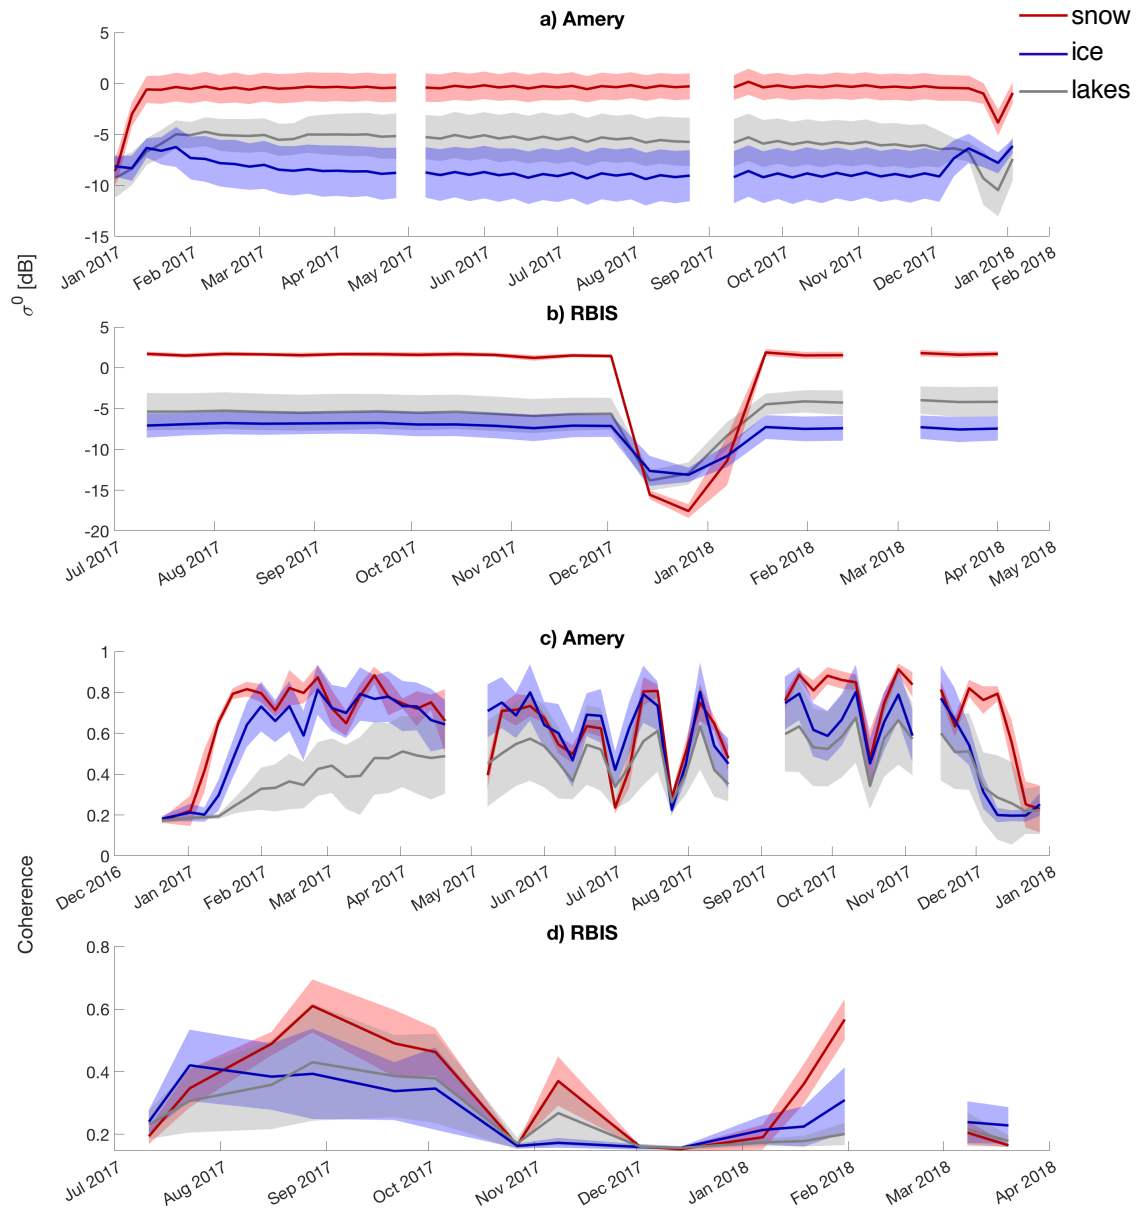 a) Amery
snow
ice
lakes
5
0
-5
-10
-15
Jan 2017
Feb 2017
Mar 2017
Apr 2017
May 2017
Jun 2017
Jul 2017
Aug 2017
Sep 2017
Oct 2017
Nov 2017
Dec 2017
Jan 2018
Feb 2018
σ0 [dB]
b) RBIS
5
0
-5
-10
-15
-20
Jul 2017
Aug 2017
Sep 2017
Oct 2017
Nov 2017
Dec 2017
Jan 2018
Feb 2018
Mar 2018
Apr 2018
May 2018
c) Amery
1
0.8
0.6
0.4
0.2
0
Dec 2016
Jan 2017
Feb 2017
Mar 2017
Apr 2017
May 2017
Jun 2017
Jul 2017
Aug 2017
Sep 2017
Oct 2017
Nov 2017
Dec 2017
Jan 2018
Coherence
d) RBIS
0.8
0.6
0.4
0.2
Jul 2017
Aug 2017
Sep 2017
Oct 2017
Nov 2017
Dec 2017
Jan 2018
Feb 2018
Mar 2018
Apr 2018